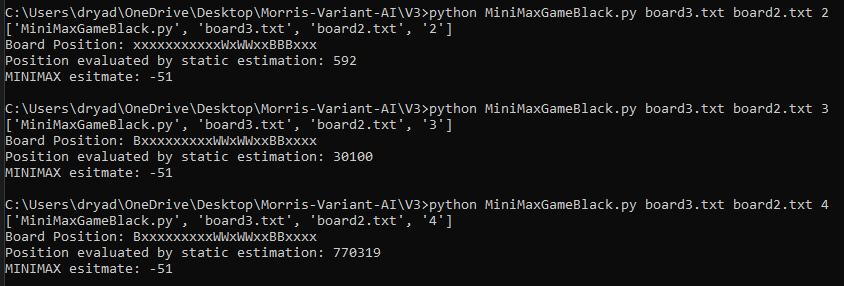 C:\Users\dryad\OneDrive\Desktop\Morris-Variant-AI\V3>python MiniMaxGameBlack.py board3.txt board2.txt 2
['MiniMaxGameBlack.py', 'board3.txt', 'board2.txt', '2']
Board Position: xxxxxxxxxxxWxWWxxBBBxxx
Position evaluated by static estimation: 592
MINIMAX esitmate: -51

C:\Users\dryad\OneDrive\Desktop\Morris-Variant-AI\V3>python MiniMaxGameBlack.py board3.txt board2.txt 3
['MiniMaxGameBlack.py', 'board3.txt', 'board2.txt', '3']
Board Position: BxxxxxxxxxWWxWWxxBBxxxx
Position evaluated by static estimation: 30100
MINIMAX esitmate: -51

C:\Users\dryad\OneDrive\Desktop\Morris-Variant-AI\V3>python MiniMaxGameBlack.py board3.txt board2.txt 4
['MiniMaxGameBlack.py', 'board3.txt', 'board2.txt', '4']
Board Position: BxxxxxxxxxWWxWWxxBBxxxx
Position evaluated by static estimation: 770319
MINIMAX esitmate: -51